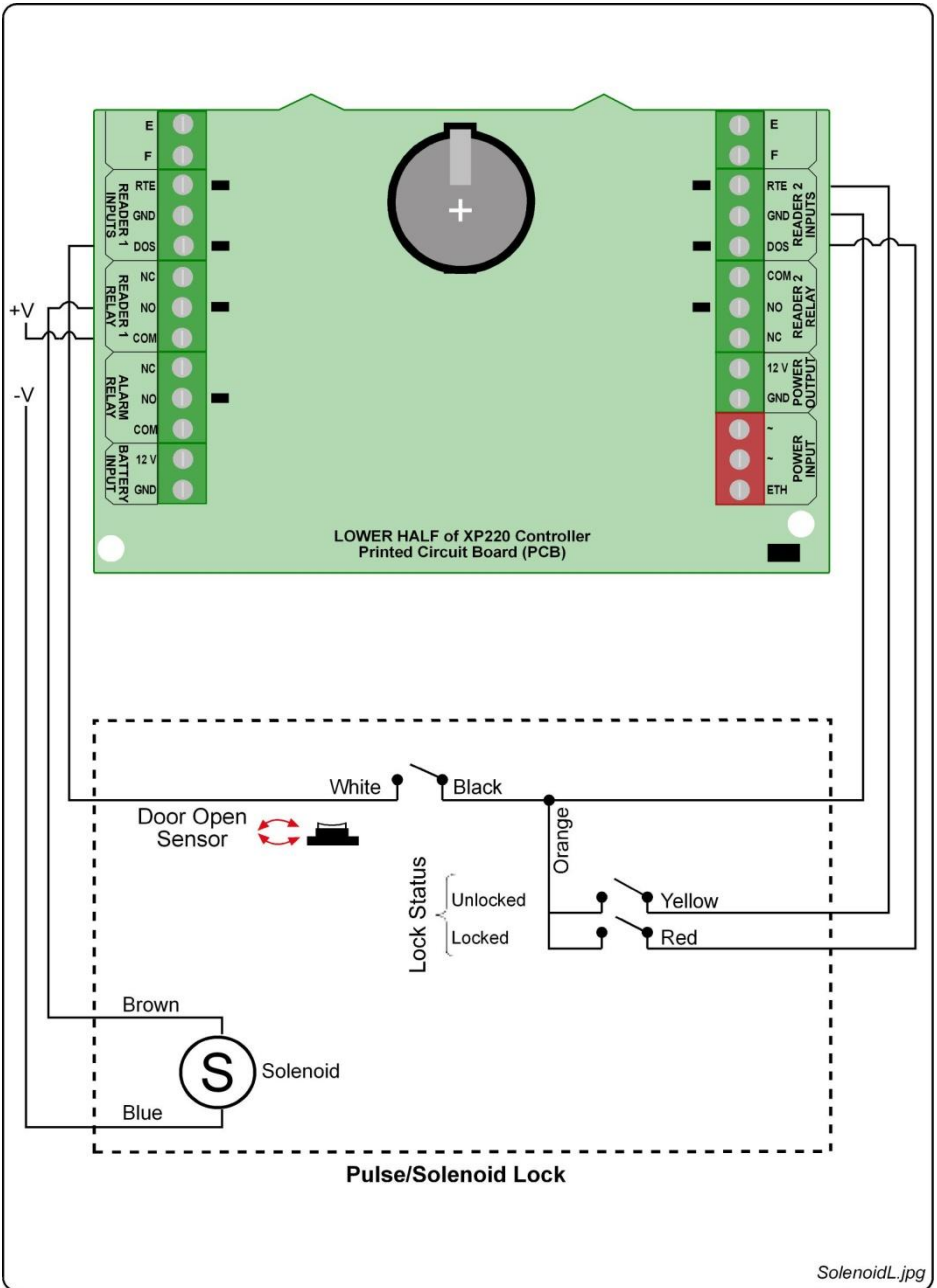 E
F
RTE
GND
DOS
READER 1
INPUTS
NC
NO
COM
READER 1
RELAY
NC
NO
COM
ALARM
RELAY
12 V
GND
BATTERY
INPUT
+V
-V
+
E
F
RTE
GND
DOS
READER 2
INPUTS
COM
NO
NC
READER 2
RELAY
12 V
GND
POWER
OUTPUT
~
~
ETH
POWER
INPUT
LOWER HALF of XP220 Controller
Printed Circuit Board (PCB)
White
Black
Door Open
Sensor
Orange
Lock Status
Unlocked
Locked
Yellow
Red
Brown
S
Solenoid
Blue
Pulse/Solenoid Lock
SolenoidL.jpg